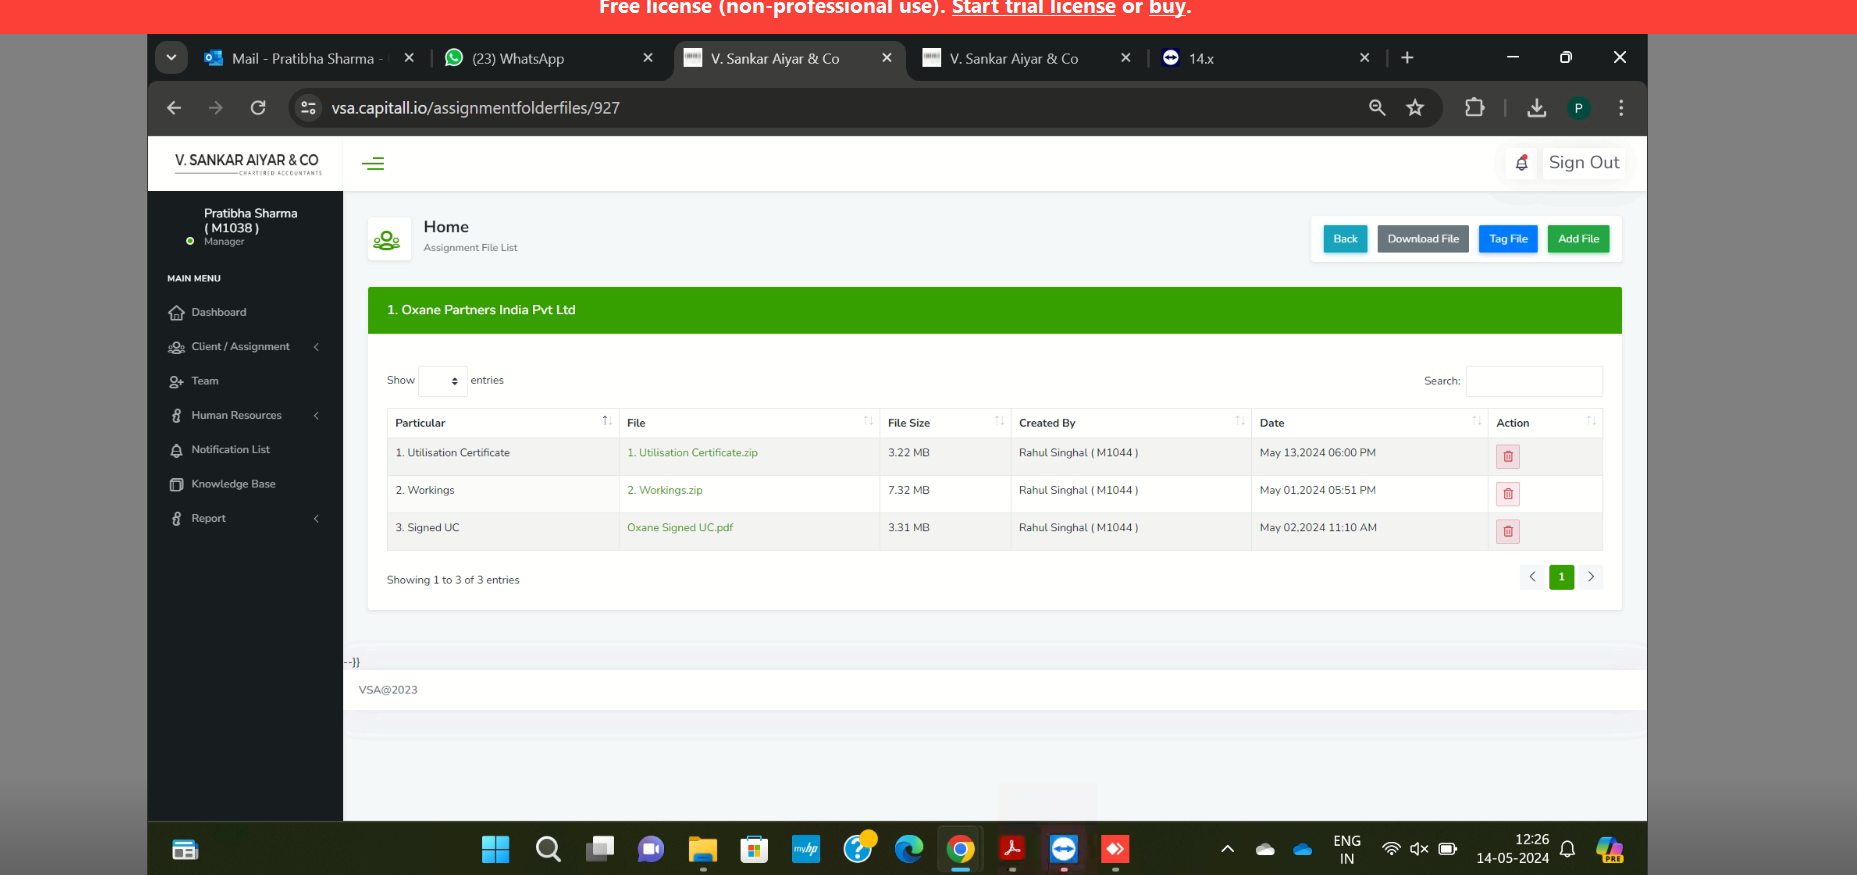 Free license (non-professional use). Start trial license or buy.
Mail - Pratibha Sharma -
(23) WhatsApp
V. Sankar Aiyar & Co
V. Sankar Aiyar & Co
14.x
vsa.capitall.io/assignmentfolderfiles/927
P
V. SANKAR AIYAR & CO
CHARTERED ACCOUNTANTS
Sign Out
Pratibha Sharma
( M1038 )
Manager
MAIN MENU
Dashboard
Client / Assignment
Team
Human Resources
Notification List
Knowledge Base
Report
Home
Assignment File List
Back
Download File
Tag File
Add File
1. Oxane Partners India Pvt Ltd
Show entries
Search:
Particular File File Size Created By Date Action
1. Utilisation Certificate 1. Utilisation Certificate.zip 3.22 MB Rahul Singhal ( M1044 ) May 13,2024 06:00 PM
2. Workings 2. Workings.zip 7.32 MB Rahul Singhal ( M1044 ) May 01,2024 05:51 PM
3. Signed UC Oxane Signed UC.pdf 3.31 MB Rahul Singhal ( M1044 ) May 02,2024 11:10 AM
Showing 1 to 3 of 3 entries
1
--}}
VSA@2023
myhp
ENG
IN
12:26
14-05-2024
PRE